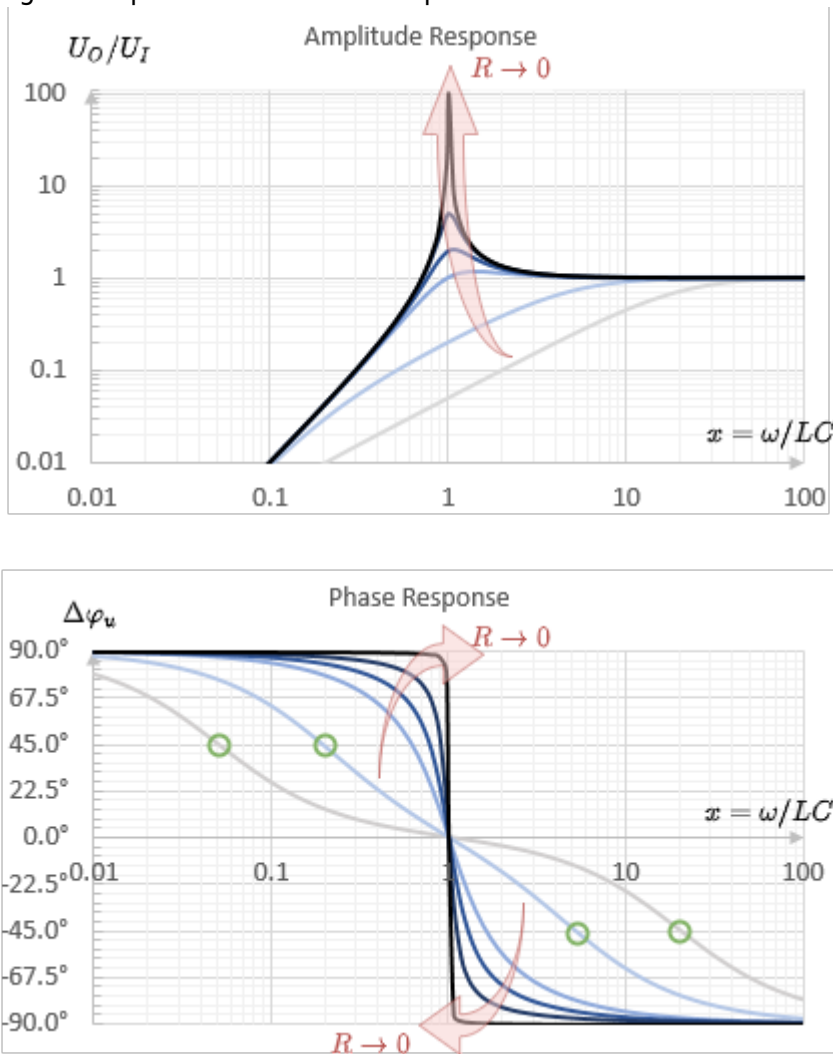 Amplitude Response
U_O/U_I
R → 0
100
10
1
0.1
0.01
x = ω/LC
0.01 0.1 1 10 100
Phase Response
Δφ_u
R → 0
90.0°
67.5°
45.0°
22.5°
0.0°
x = ω/LC
0.01 0.1 1 10 100
-22.5°
-45.0°
-67.5°
-90.0°
R → 0